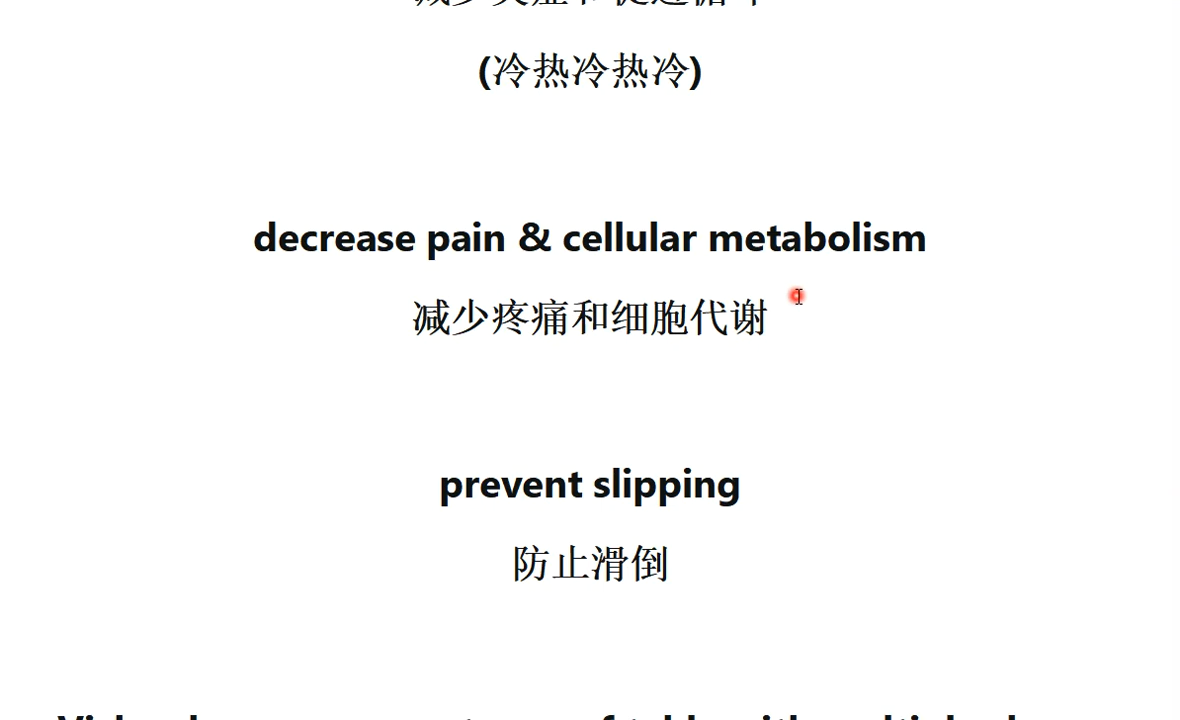 (冷热冷热冷)
decrease pain & cellular metabolism
减少疼痛和细胞代谢
prevent slipping
防止滑倒